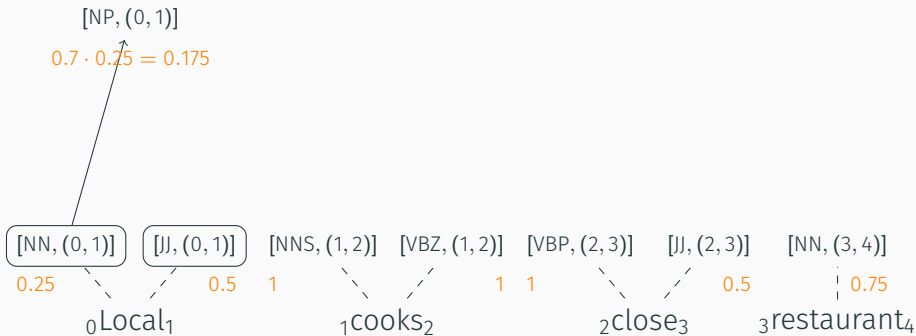 [NP, (0, 1)]
0.7 · 0.25 = 0.175
[NN, (0, 1)] [JJ, (0, 1)] [NNS, (1, 2)] [VBZ, (1, 2)] [VBP, (2, 3)] [JJ, (2, 3)] [NN, (3, 4)]
0.25 0.5 1 1 1 0.5 0.75
₀Local₁ ₁cooks₂ ₂close₃ ₃restaurant₄